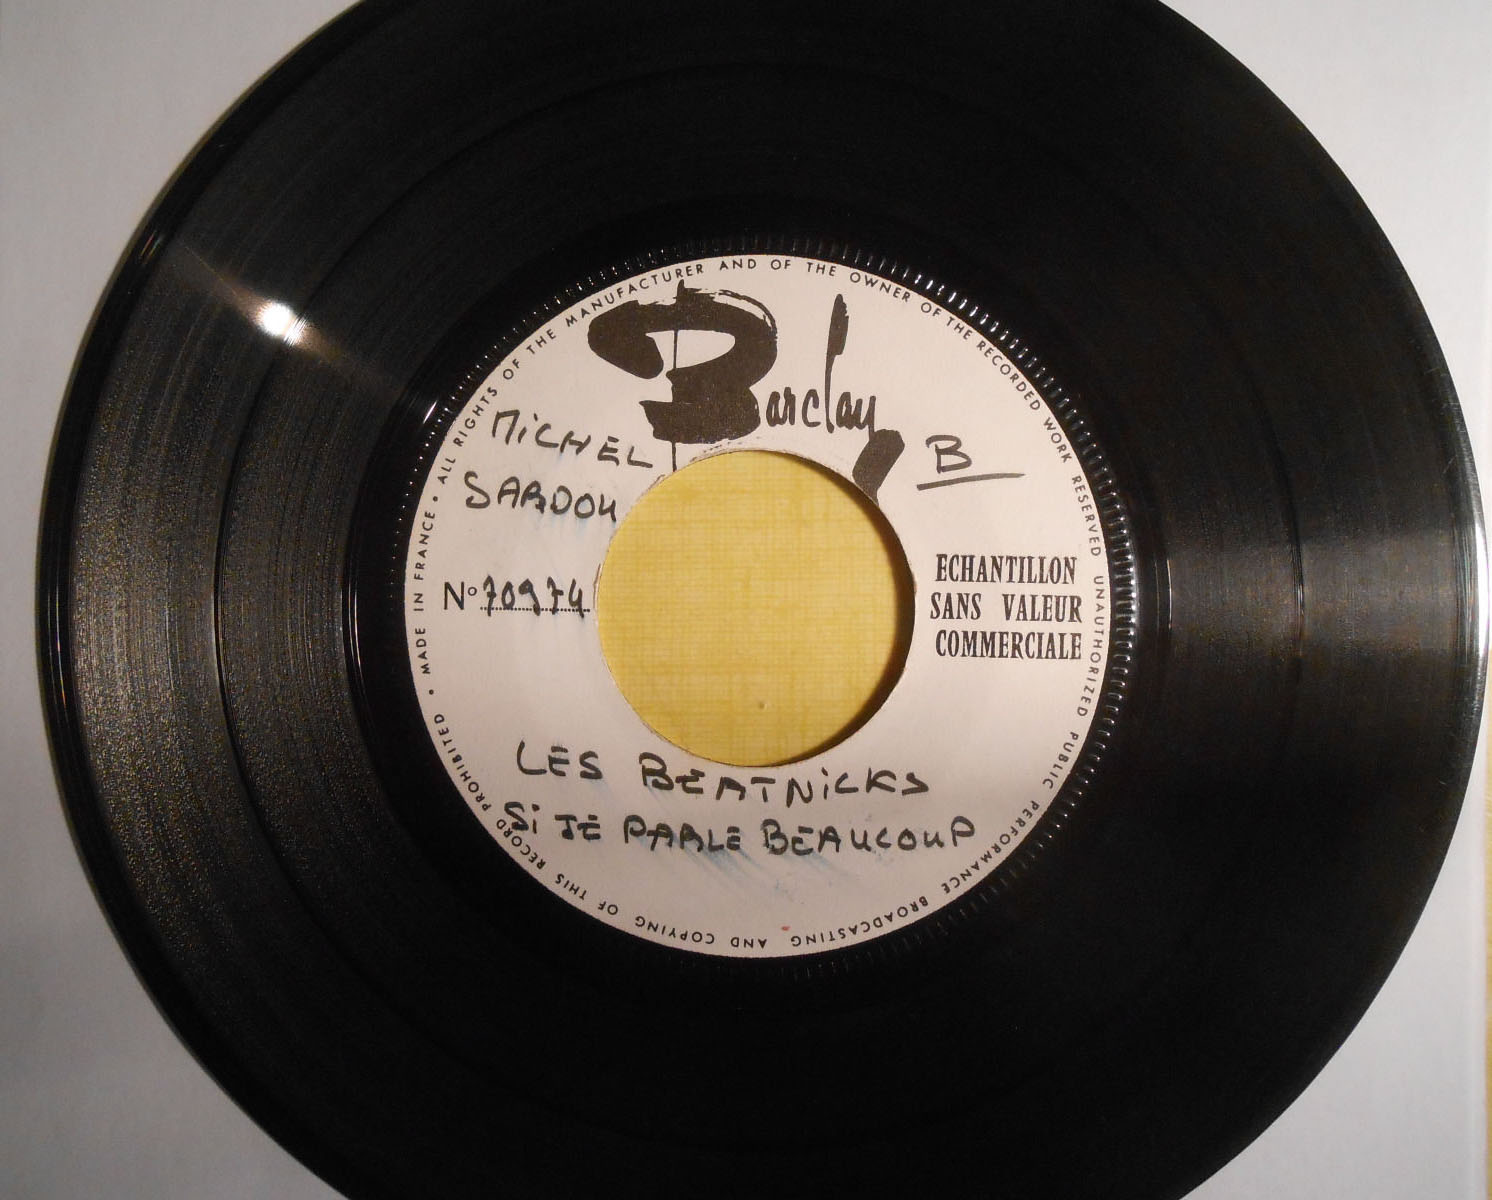 • MADE IN FRANCE • ALL RIGHTS OF THE MANUFACTURER AND OF THE OWNER OF THE RECORDED WORK RESERVED UNAUTHORIZED PUBLIC PERFORMANCE BROADCASTING AND COPYING OF THIS RECORD PROHIBITED
Barclay
MiCHEL
SARDOU
B
N° 70974
ECHANTILLON
SANS VALEUR
COMMERCIALE
LES BEATNiCKS
Si JE PARLE BEAUCOUP